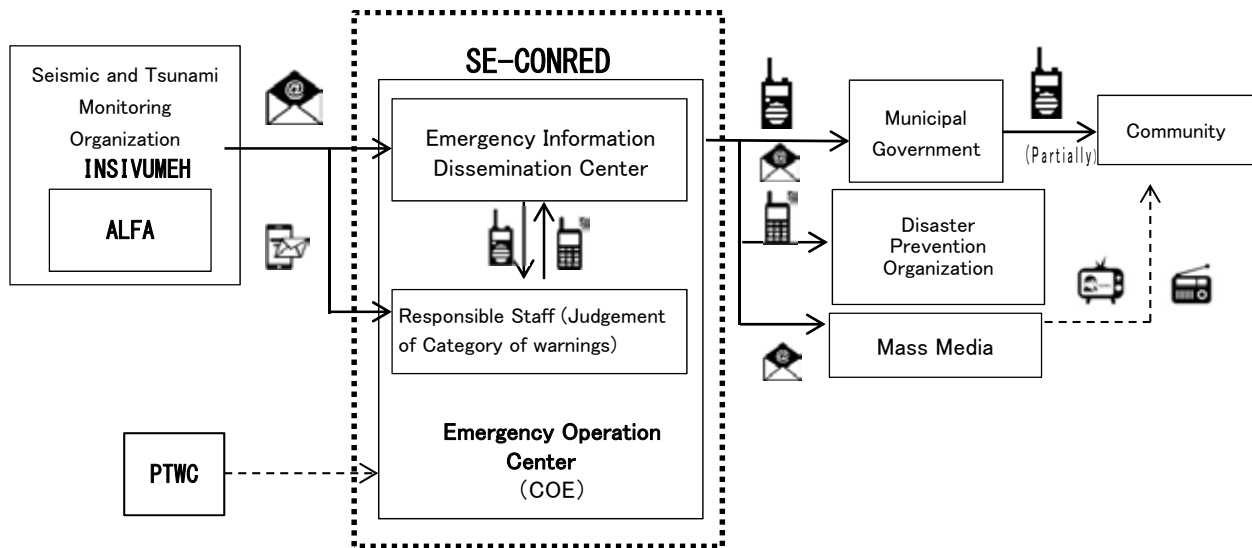 Seismic and Tsunami
Monitoring
Organization
INSIVUMEH
ALFA
PTWC
SE-CONRED
Emergency Information
Dissemination Center
Responsible Staff (Judgement
of Category of warnings)
Emergency Operation
Center
(COE)
Municipal
Government
(Partially)
Community
Disaster
Prevention
Organization
Mass Media